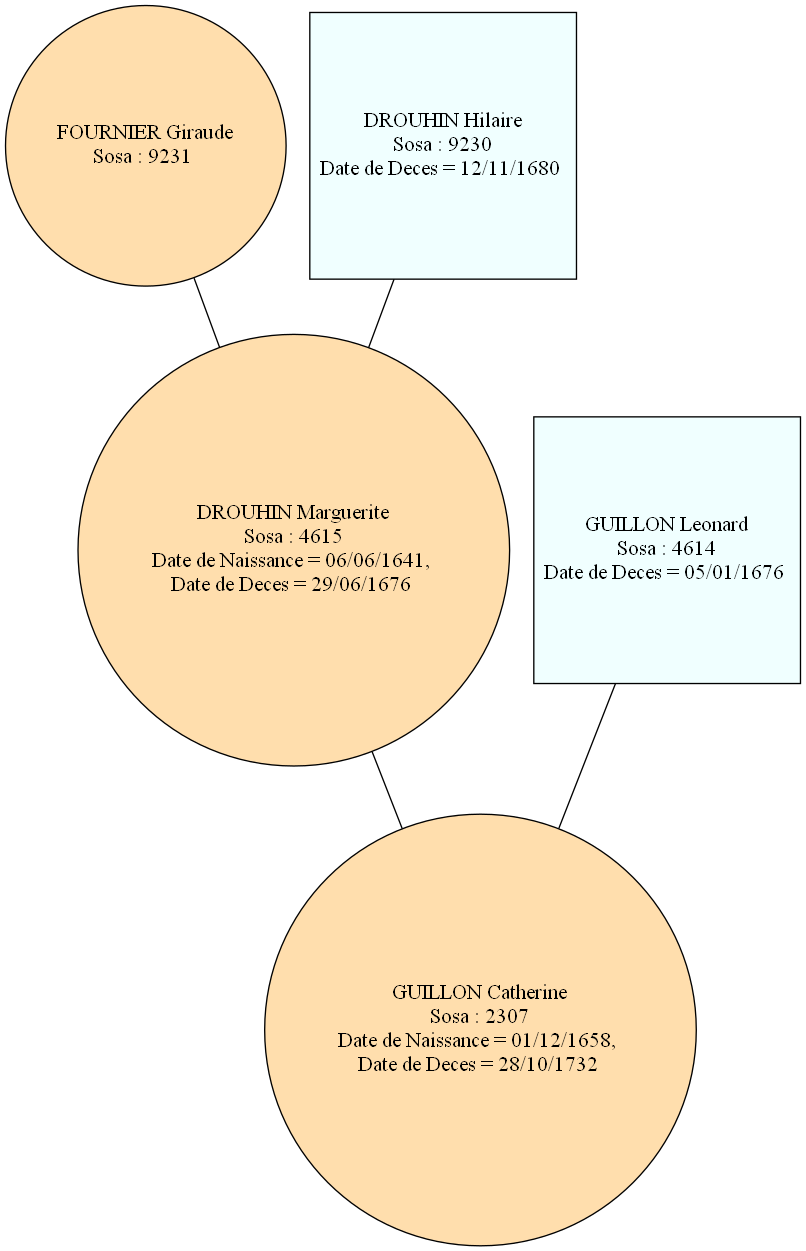 FOURNIER Giraude
Sosa : 9231
DROUHIN Hilaire
Sosa : 9230
Date de Deces = 12/11/1680
DROUHIN Marguerite
Sosa : 4615
Date de Naissance = 06/06/1641,
Date de Deces = 29/06/1676
GUILLON Leonard
Sosa : 4614
Date de Deces = 05/01/1676
GUILLON Catherine
Sosa : 2307
Date de Naissance = 01/12/1658,
Date de Deces = 28/10/1732